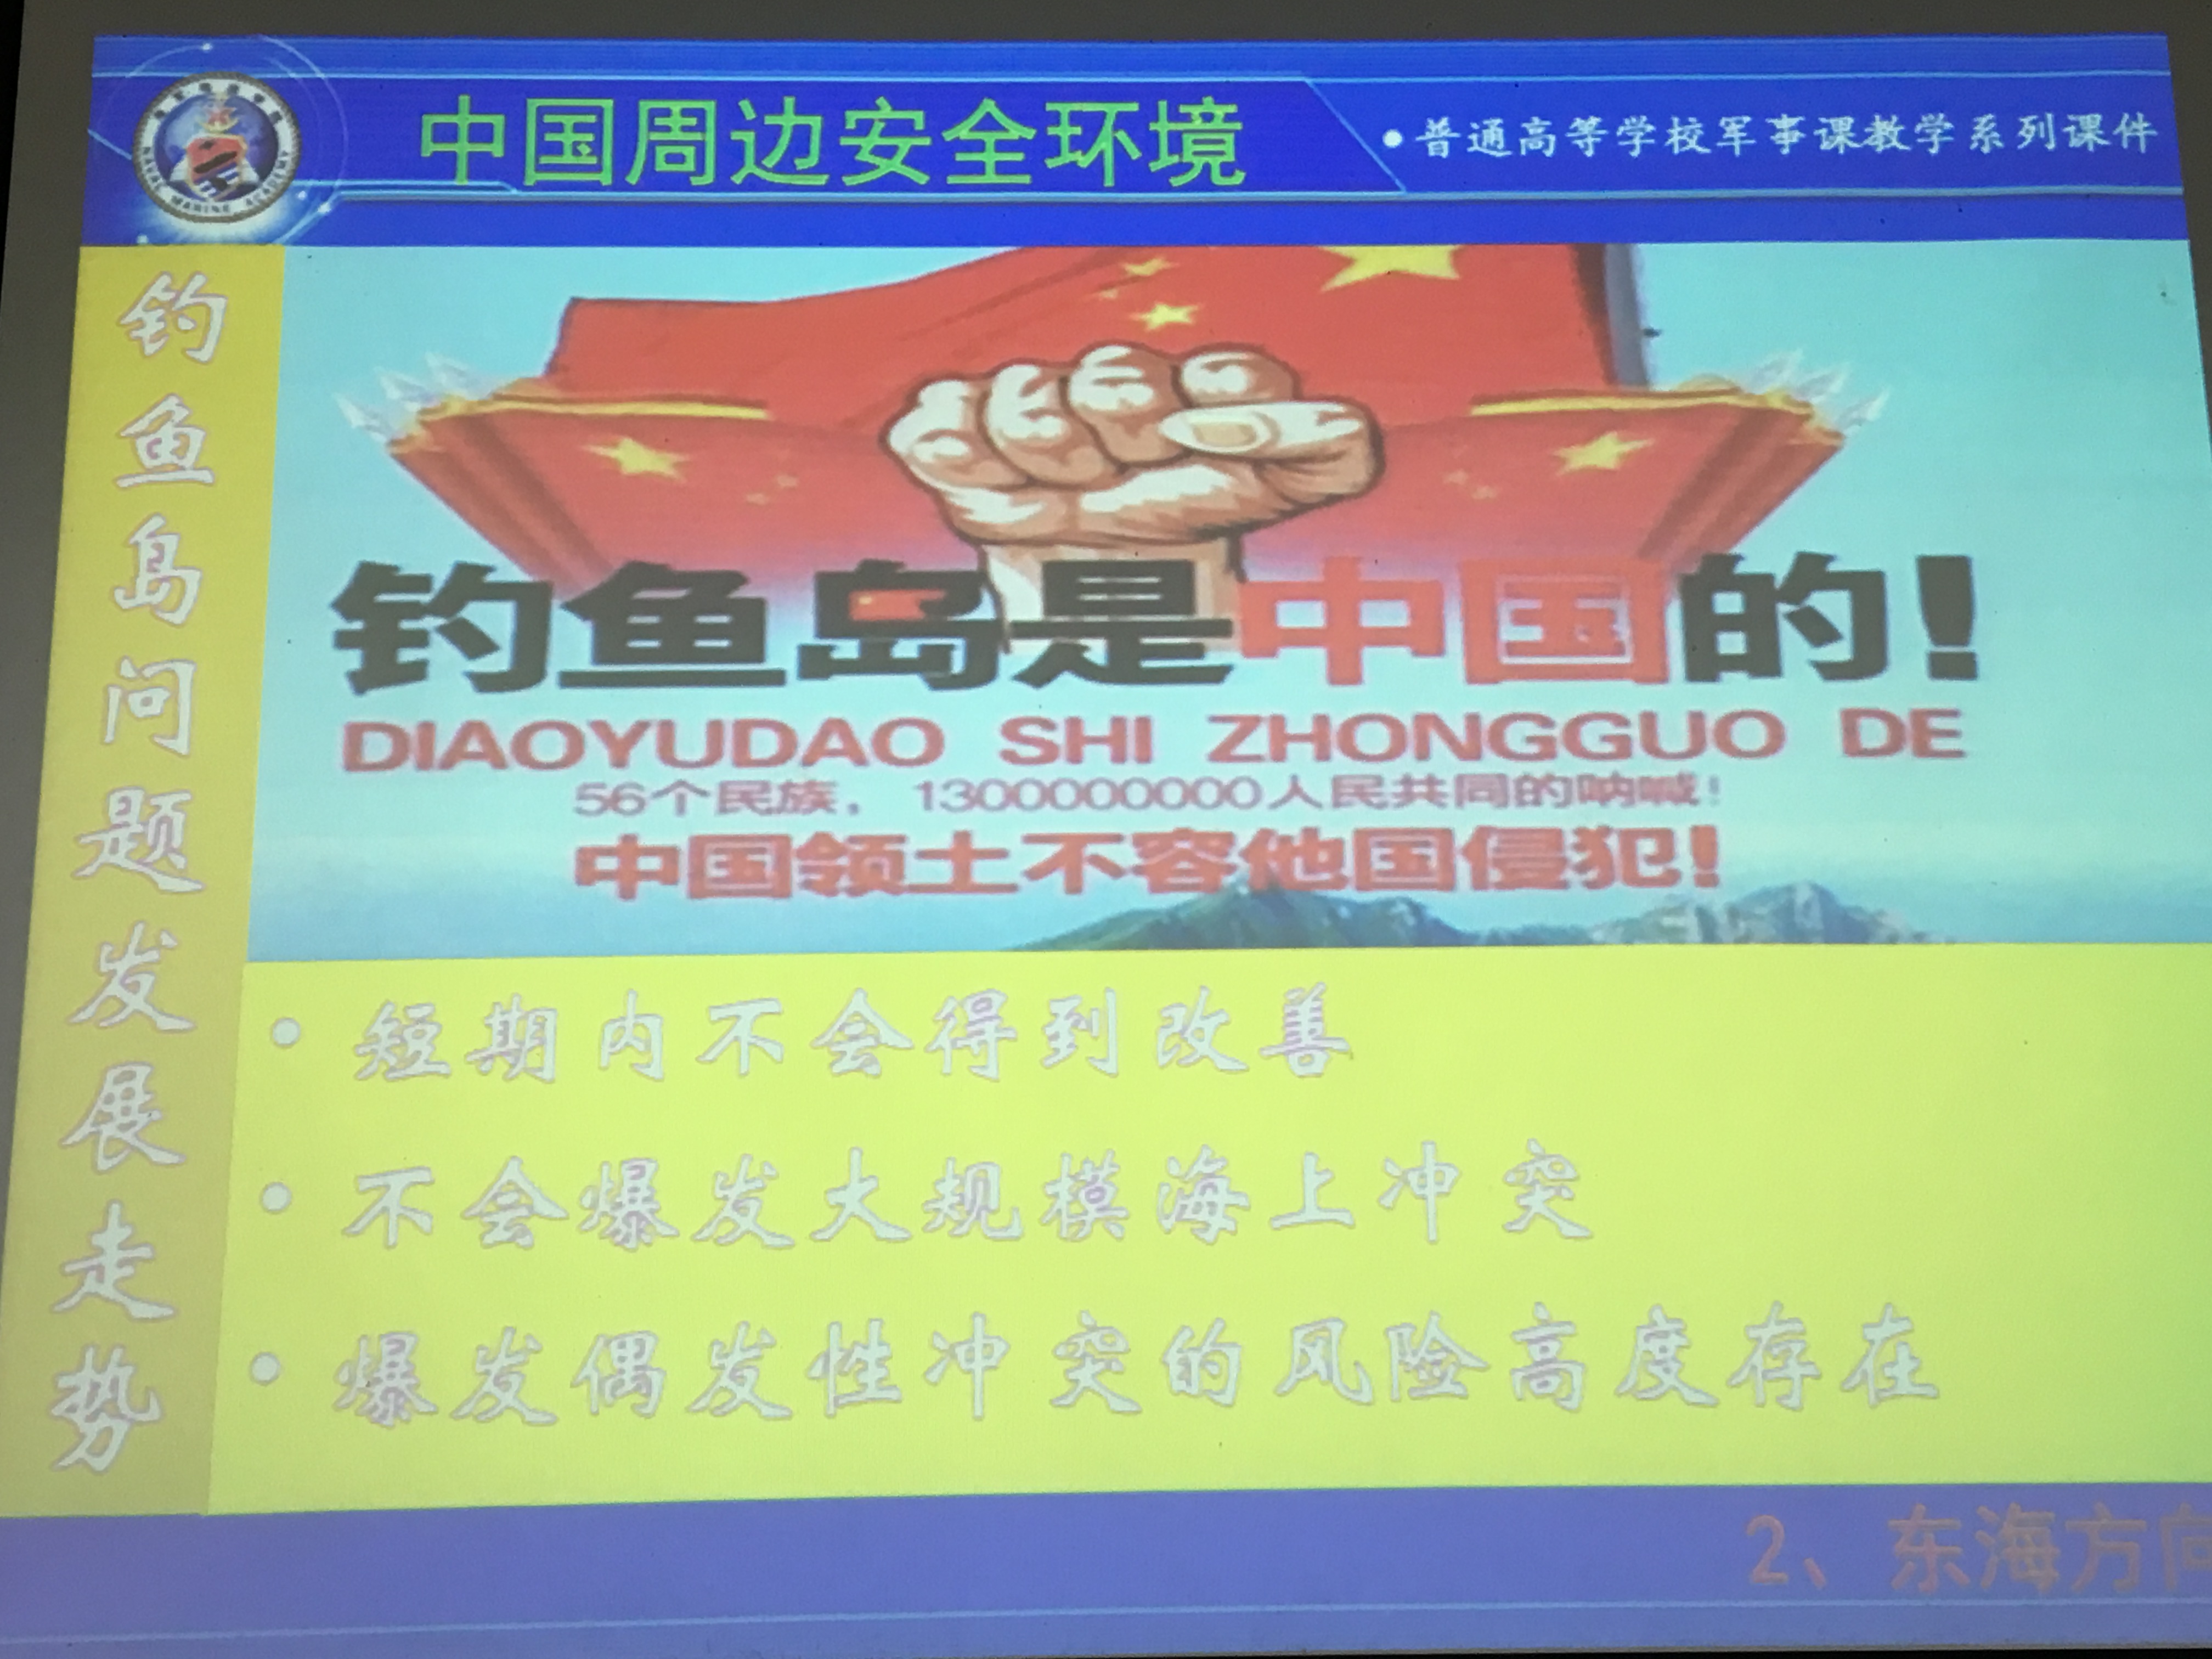 中国周边安全环境
•普通高等学校军事课教学系列课件
钓鱼岛问题发展走势
钓鱼岛是中国的!
DIAOYUDAO SHI ZHONGGUO DE
56个民族，1300000000人民共同的呐喊!
中国领土不容他国侵犯!
• 短期内不会得到改善
• 不会爆发大规模海上冲突
• 爆发偶发性冲突的风险高度存在
2、东海方向